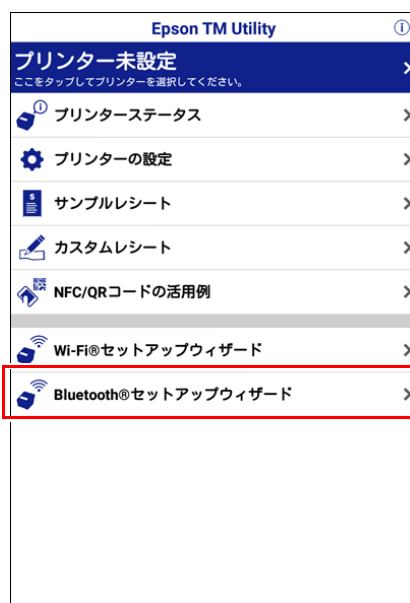 Epson TM Utility
プリンター未設定
ここをタップしてプリンターを選択してください。
プリンターステータス
プリンターの設定
サンプルレシート
カスタムレシート
NFC/QRコードの活用例
Wi-Fi®セットアップウィザード
Bluetooth®セットアップウィザード